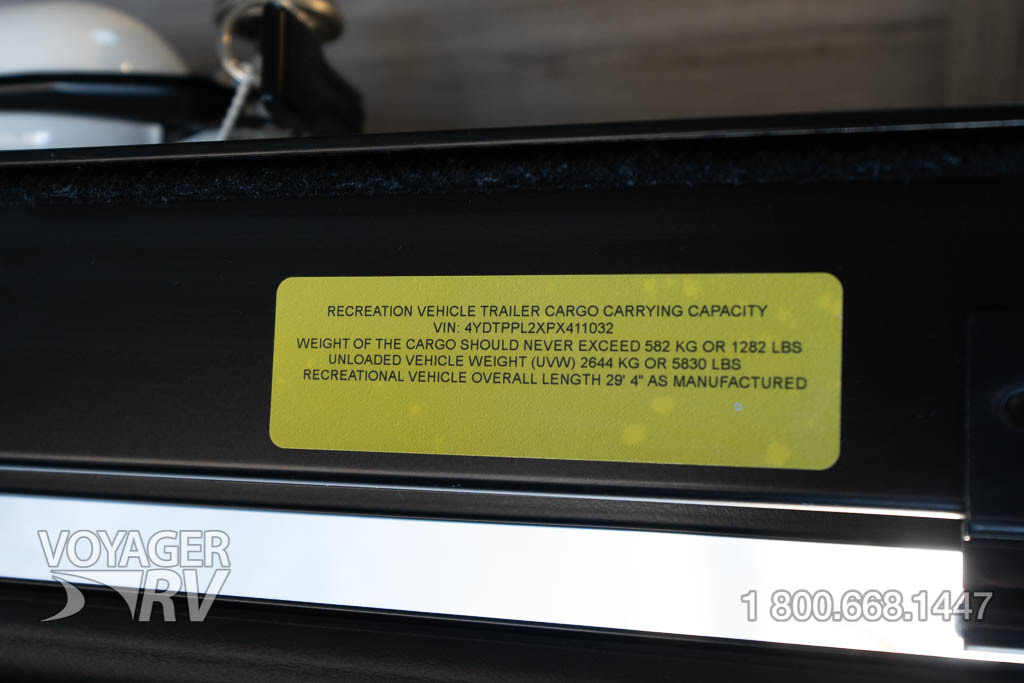 RECREATION VEHICLE TRAILER CARGO CARRYING CAPACITY
VIN: 4YDTPPL2XPX411032
WEIGHT OF THE CARGO SHOULD NEVER EXCEED 582 KG OR 1282 LBS
UNLOADED VEHICLE WEIGHT (UVW) 2644 KG OR 5830 LBS
RECREATIONAL VEHICLE OVERALL LENGTH 29' 4" AS MANUFACTURED
VOYAGER
RV
1 800.668.1447